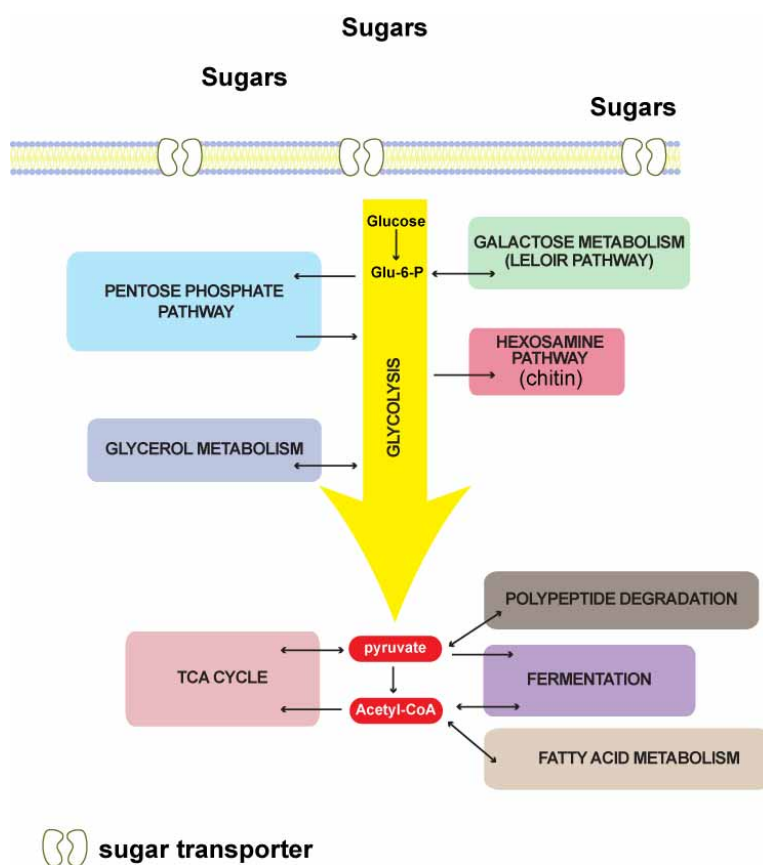 Sugars
Sugars
Sugars
Glucose
Glu-6-P
GALACTOSE METABOLISM
(LELOIR PATHWAY)
PENTOSE PHOSPHATE
PATHWAY
HEXOSAMINE
PATHWAY
(chitin)
GLYCOLYSIS
GLYCEROL METABOLISM
POLYPEPTIDE DEGRADATION
pyruvate
TCA CYCLE
FERMENTATION
Acetyl-CoA
FATTY ACID METABOLISM
sugar transporter